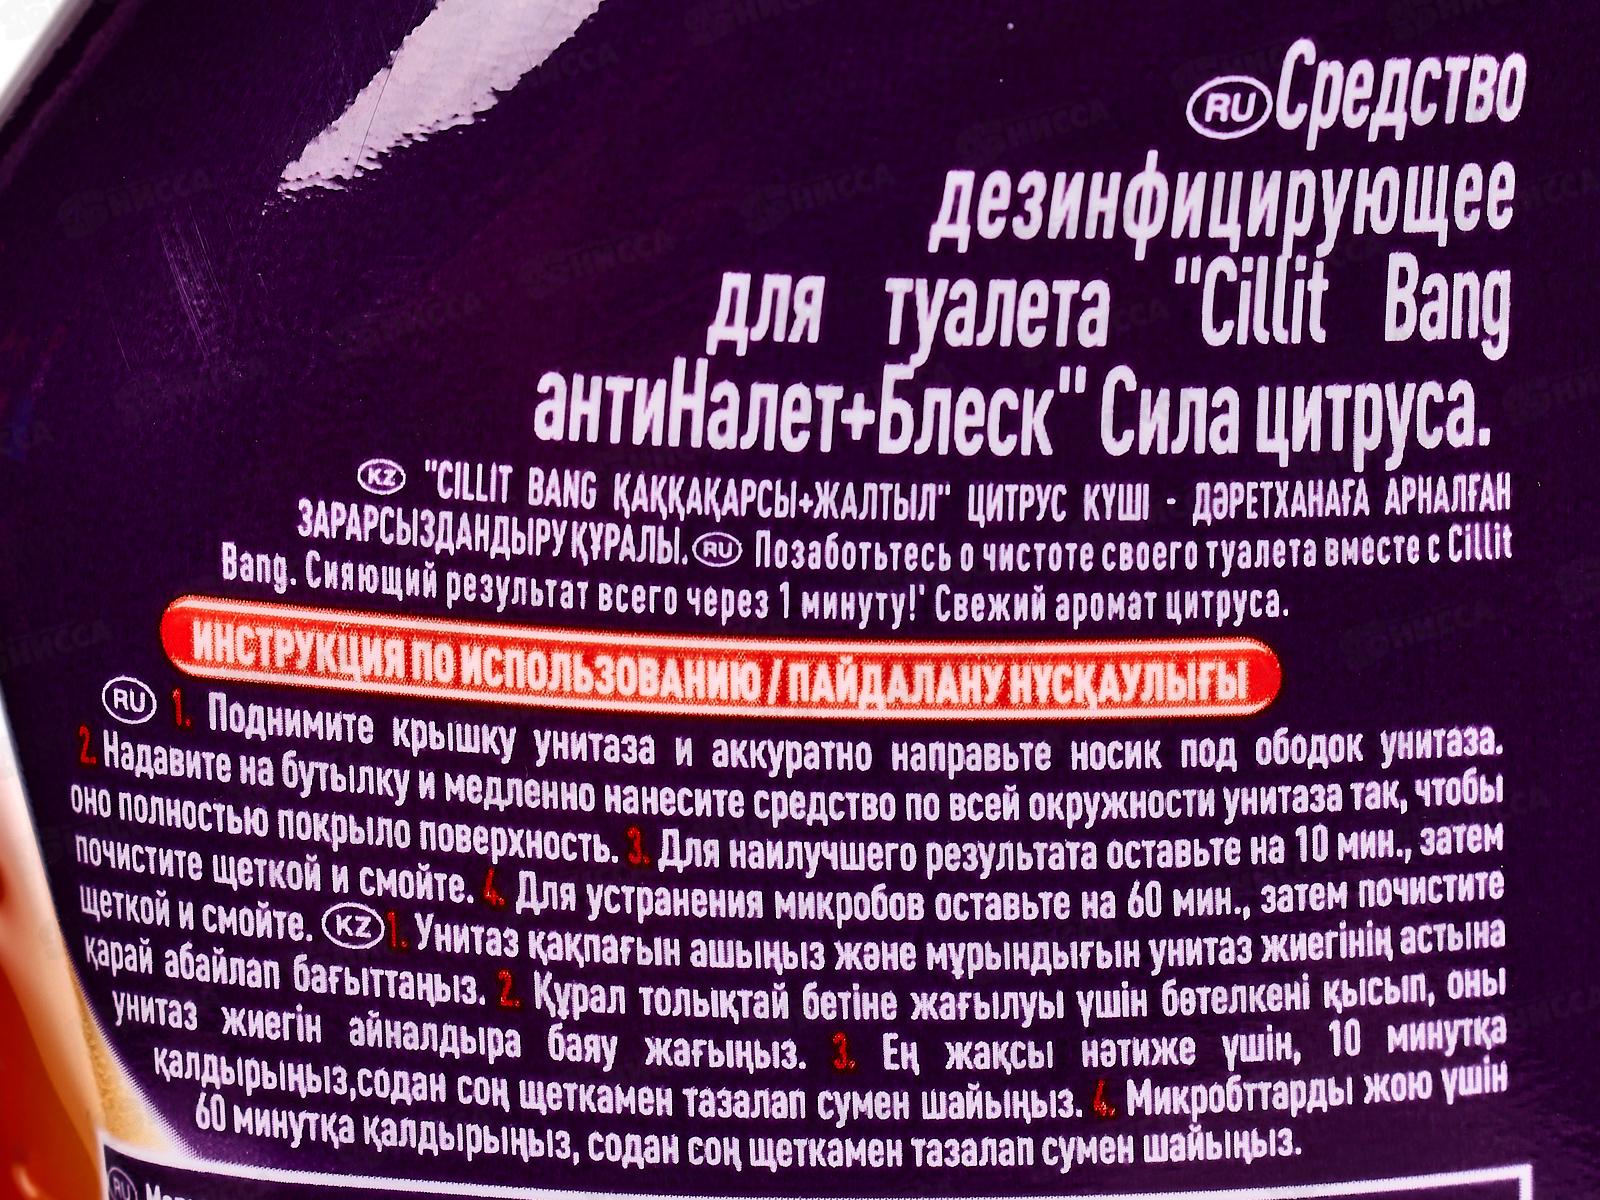 RU Средство
дезинфицирующее
для туалета "Cillit Bang
антиНалет+Блеск" Сила цитруса.
KZ "CILLIT BANG ҚАҚҚАҚАРСЫ+ЖАЛТЫЛ" ЦИТРУС КҮШІ - ДӘРЕТХАНАҒА АРНАЛҒАН
ЗАРАРСЫЗДАНДЫРУ ҚҰРАЛЫ. RU Позаботьтесь о чистоте своего туалета вместе с Cillit
Bang. Сияющий результат всего через 1 минуту!' Свежий аромат цитруса.
ИНСТРУКЦИЯ ПО ИСПОЛЬЗОВАНИЮ / ПАЙДАЛАНУ НҰСҚАУЛЫҒЫ
RU 1. Поднимите крышку унитаза и аккуратно направьте носик под ободок унитаза.
2. Надавите на бутылку и медленно нанесите средство по всей окружности унитаза так, чтобы
оно полностью покрыло поверхность. 3. Для наилучшего результата оставьте на 10 мин., затем
почистите щеткой и смойте. 4. Для устранения микробов оставьте на 60 мин., затем почистите
щеткой и смойте. KZ 1. Унитаз қақпағын ашыңыз және мұрындығын унитаз жиегінің астына
қарай абайлап бағыттаңыз. 2. Құрал толықтай бетіне жағылуы үшін бөтелкені қысып, оны
унитаз жиегін айналдыра баяу жағыңыз. 3. Ең жақсы нәтиже үшін, 10 минутқа
қалдырыңыз,содан соң щеткамен тазалап сумен шайыңыз. 4. Микробттарды жою үшін
60 минутқа қалдырыңыз, содан соң щеткамен тазалап сумен шайыңыз.
RU
НИССА